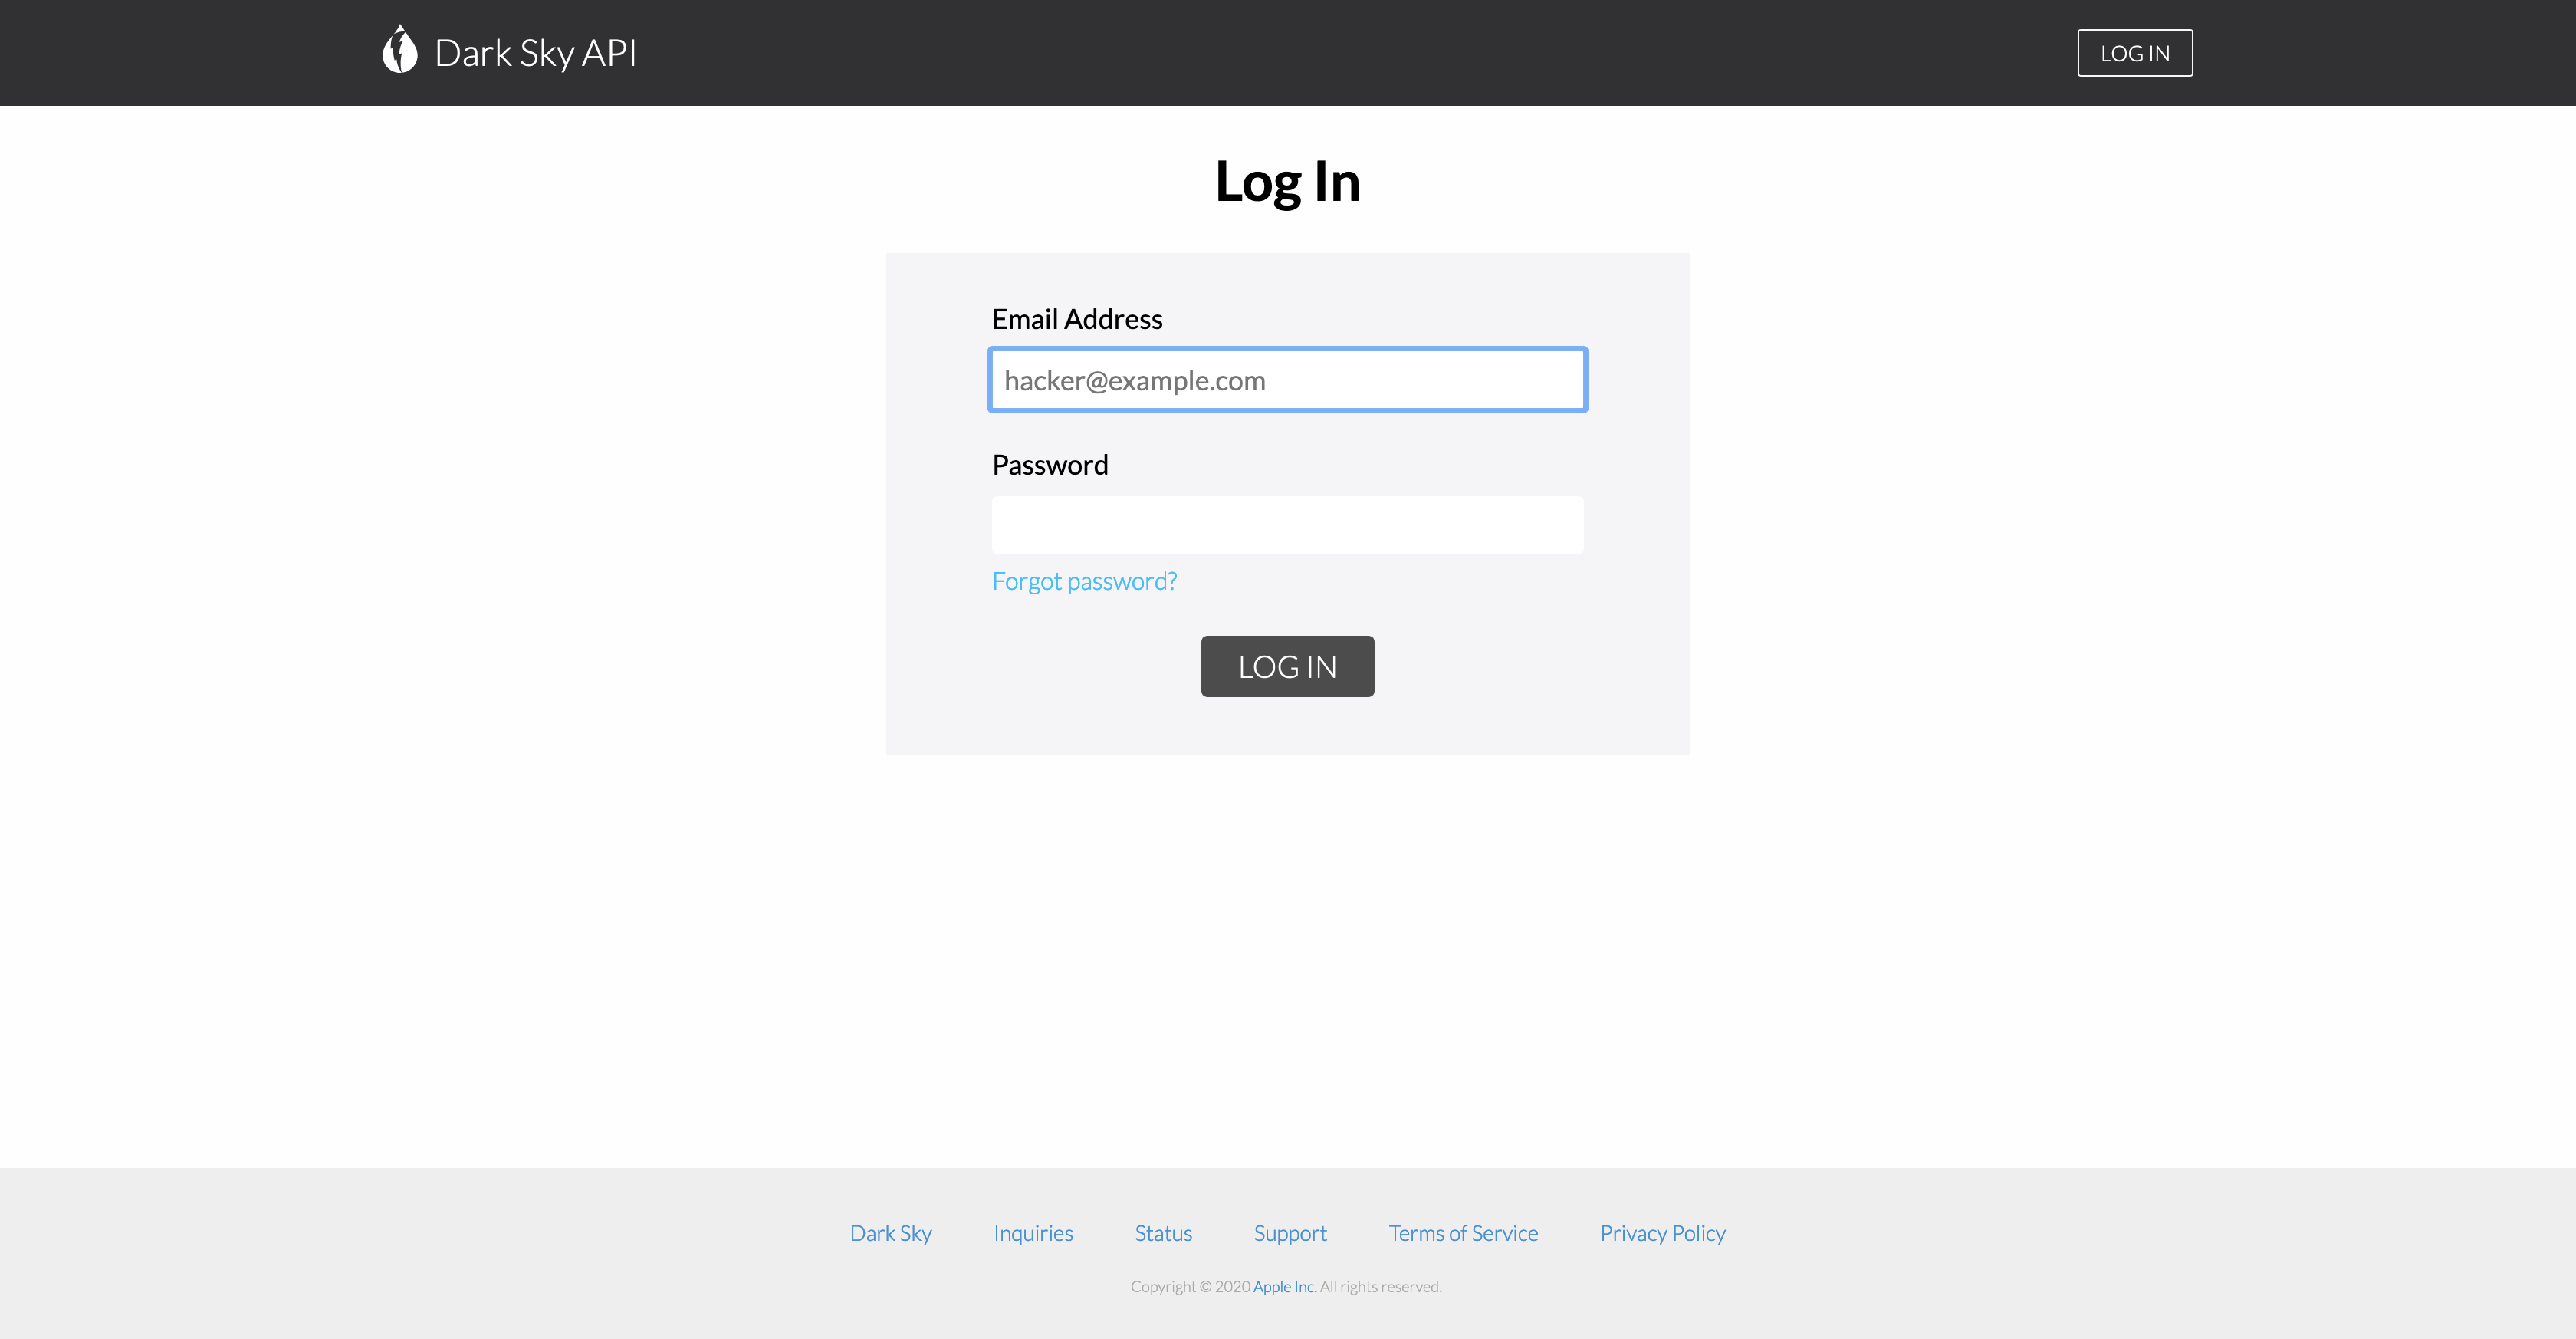 Dark Sky API
LOG IN
Log In
Email Address
hacker@example.com
Password
Forgot password?
LOG IN
Dark Sky Inquiries Status Support Terms of Service Privacy Policy
Copyright © 2020 Apple Inc. All rights reserved.